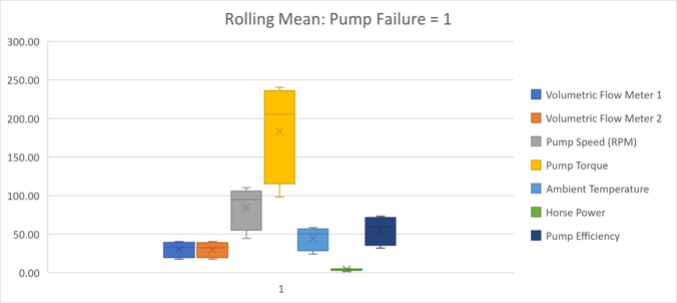 Rolling Mean: Pump Failure = 1
300.00
250.00
200.00
150.00
100.00
50.00
0.00
1
Volumetric Flow Meter 1
Volumetric Flow Meter 2
Pump Speed (RPM)
Pump Torque
Ambient Temperature
Horse Power
Pump Efficiency